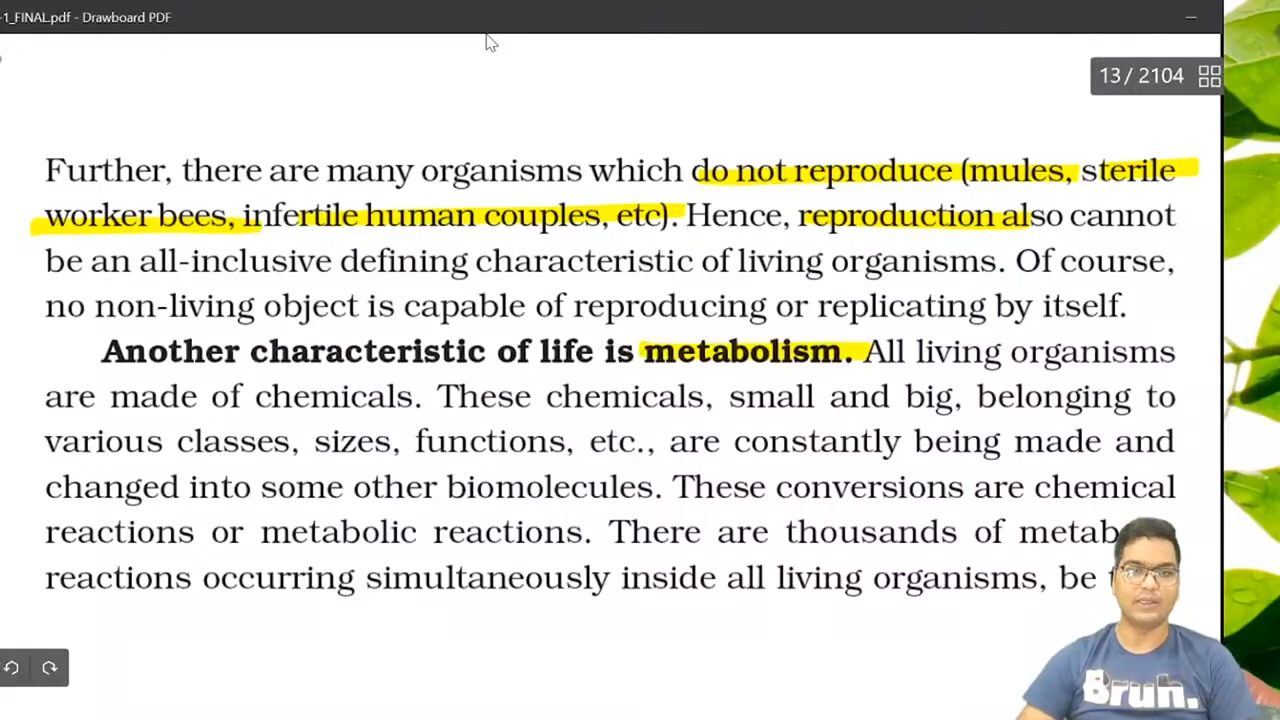 -1_FINAL.pdf - Drawboard PDF
13 / 2104
Further, there are many organisms which do not reproduce (mules, sterile
worker bees, infertile human couples, etc). Hence, reproduction also cannot
be an all-inclusive defining characteristic of living organisms. Of course,
no non-living object is capable of reproducing or replicating by itself.
Another characteristic of life is metabolism. All living organisms
are made of chemicals. These chemicals, small and big, belonging to
various classes, sizes, functions, etc., are constantly being made and
changed into some other biomolecules. These conversions are chemical
reactions or metabolic reactions. There are thousands of metab
reactions occurring simultaneously inside all living organisms, be
Bruh.